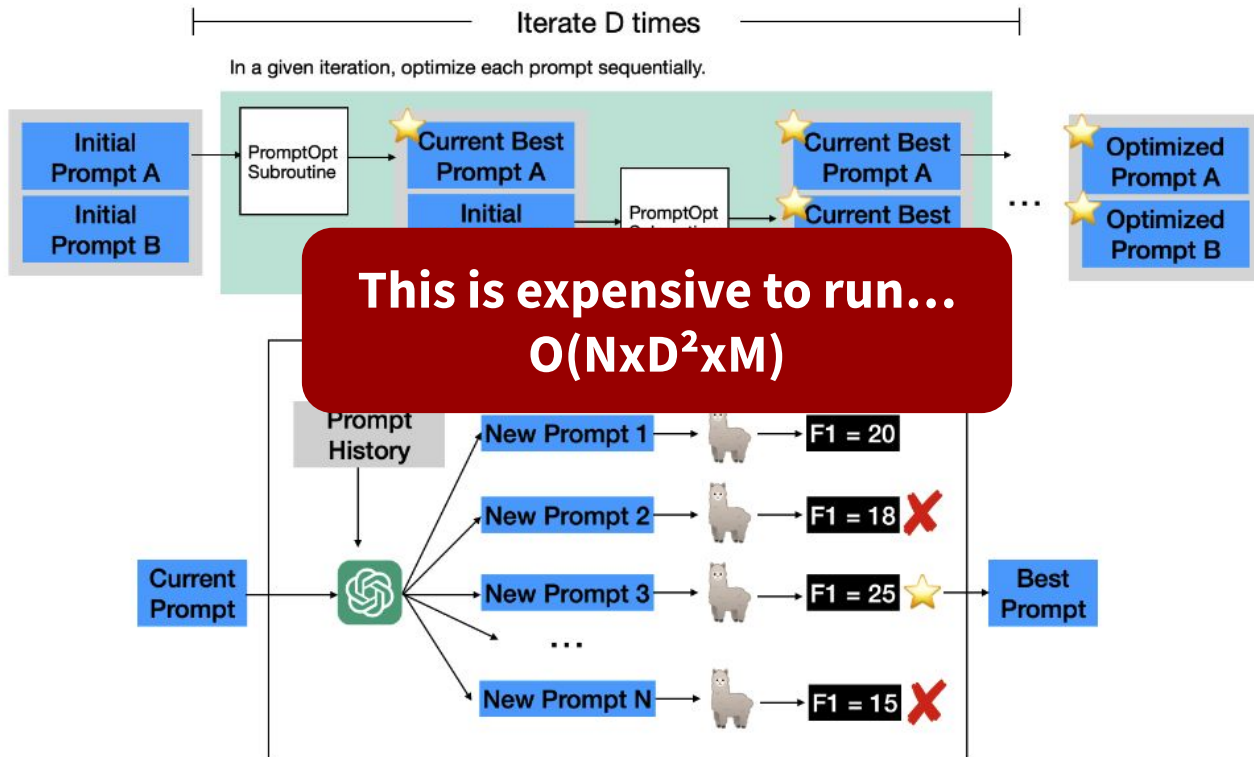 Iterate D times
In a given iteration, optimize each prompt sequentially.
Initial
Prompt A
Initial
Prompt B
PromptOpt
Subroutine
Current Best
Prompt A
Initial
PromptOpt
Current Best
Prompt A
Current Best
...
Optimized
Prompt A
Optimized
Prompt B
This is expensive to run…
O(NxD²xM)
Prompt
History
Current
Prompt
New Prompt 1
F1 = 20
New Prompt 2
F1 = 18
New Prompt 3
F1 = 25
...
New Prompt N
F1 = 15
Best
Prompt